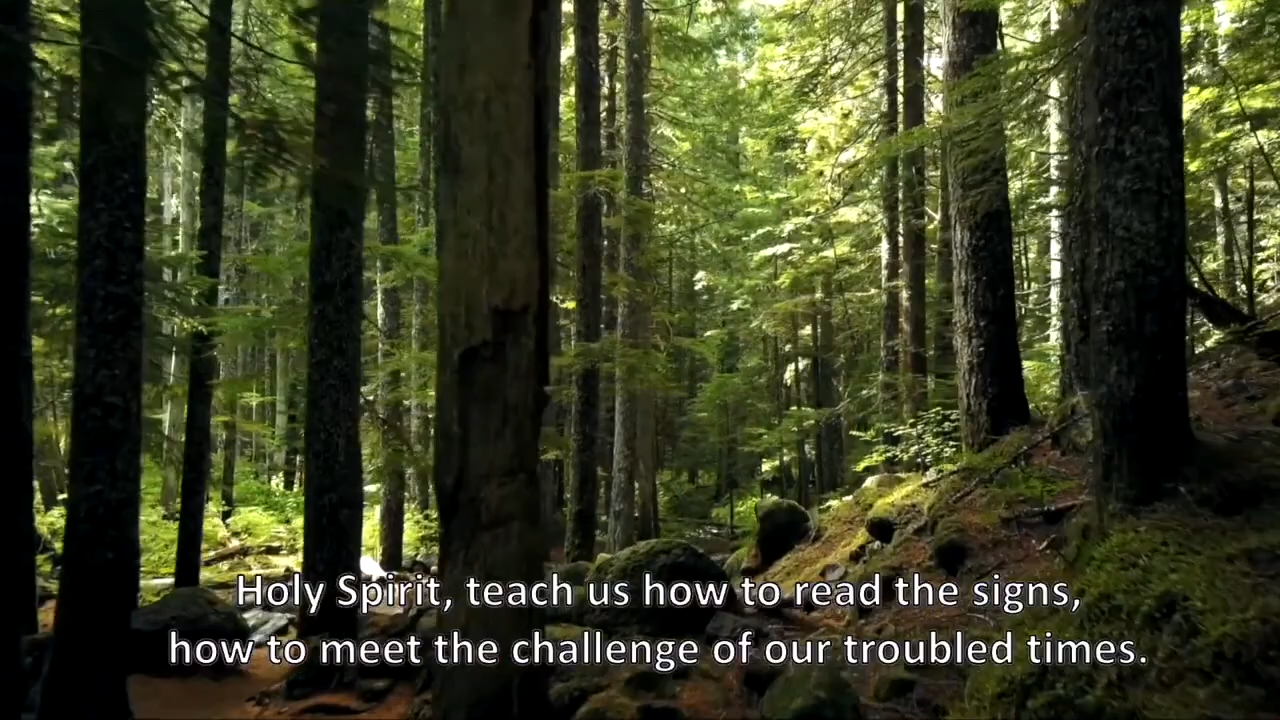 Holy Spirit, teach us how to read the signs,
how to meet the challenge of our troubled times.